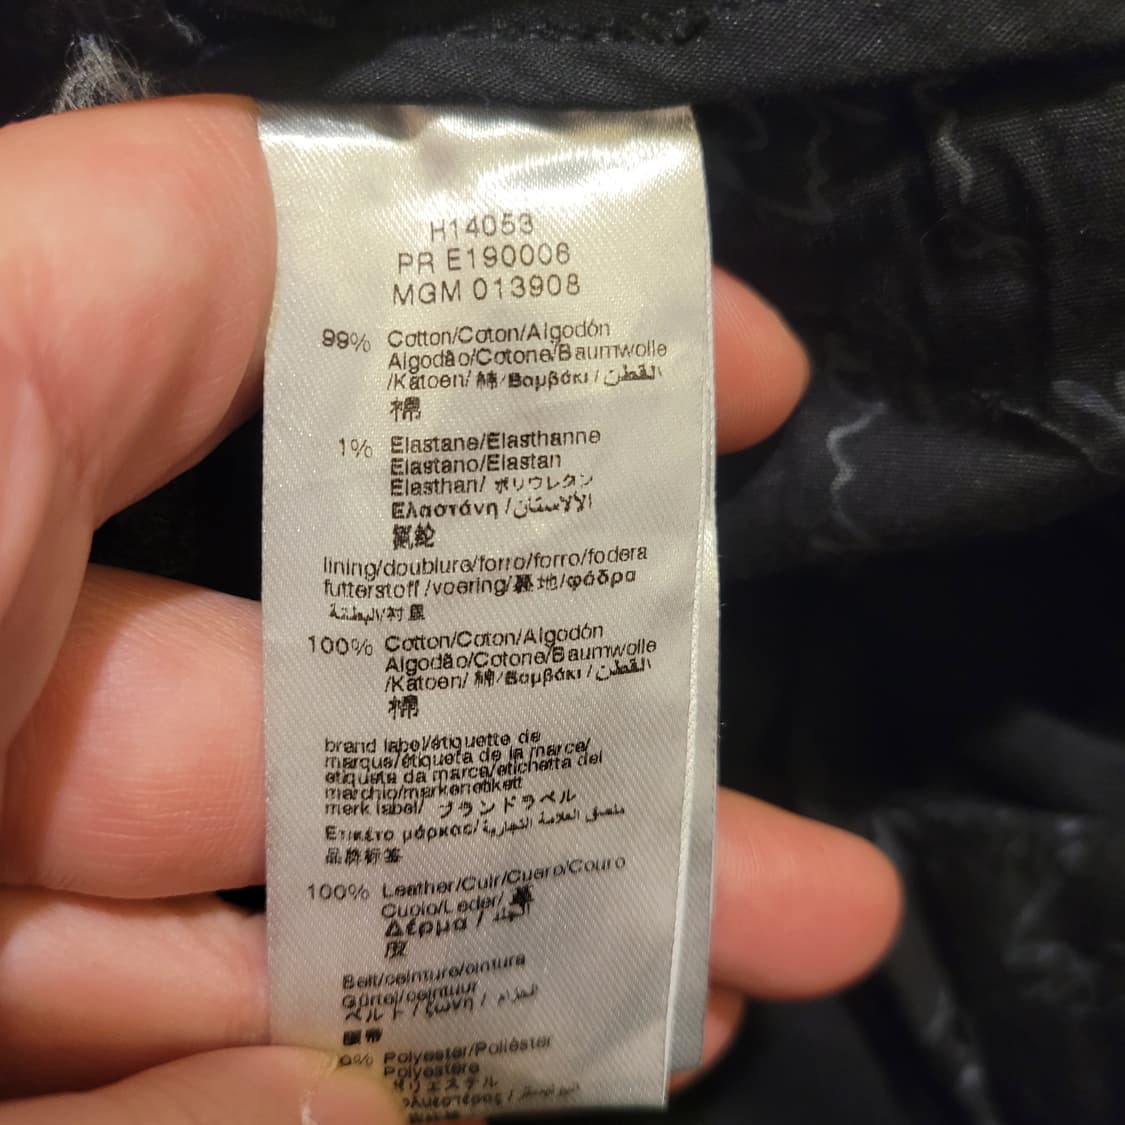 H14053
PR E190006
MGM 013908
99% Cotton/Coton/Algodón
Algodão/Cotone/Baumwolle
/Katoen/ 綿/Βαμβάκι/القطن
棉
1% Elastane/Elasthanne
Elastano/Elastan
Elasthan/ ポリウレタン
Ελαστάνη /الالاستان
氨纶
lining/doublure/forro/forro/fodera
futterstoff/voering/裏地/φόδρα
البطانة/衬里
100% Cotton/Coton/Algodón
Algodão/Cotone/Baumwolle
/Katoen/ 綿/Βαμβάκι/القطن
棉
brand label/étiquette de
marque/étiqueta de la marca/
etiqueta da marca/etichetta del
marchio/markenetikett
merk label/ ブランドラベル
Ετικέτα μάρκας/ملصق العلامة التجارية
品牌标签
100% Leather/Cuir/Cuero/Couro
Cuoio/Leder/ 革
Δέρμα / الجلد
皮
Belt/ceinture/cintura
Gürtel/ceintuur
ベルト / ζώνη / الحزام
腰带
% Polyester/Poliéster
Polyestere
ポリエステル